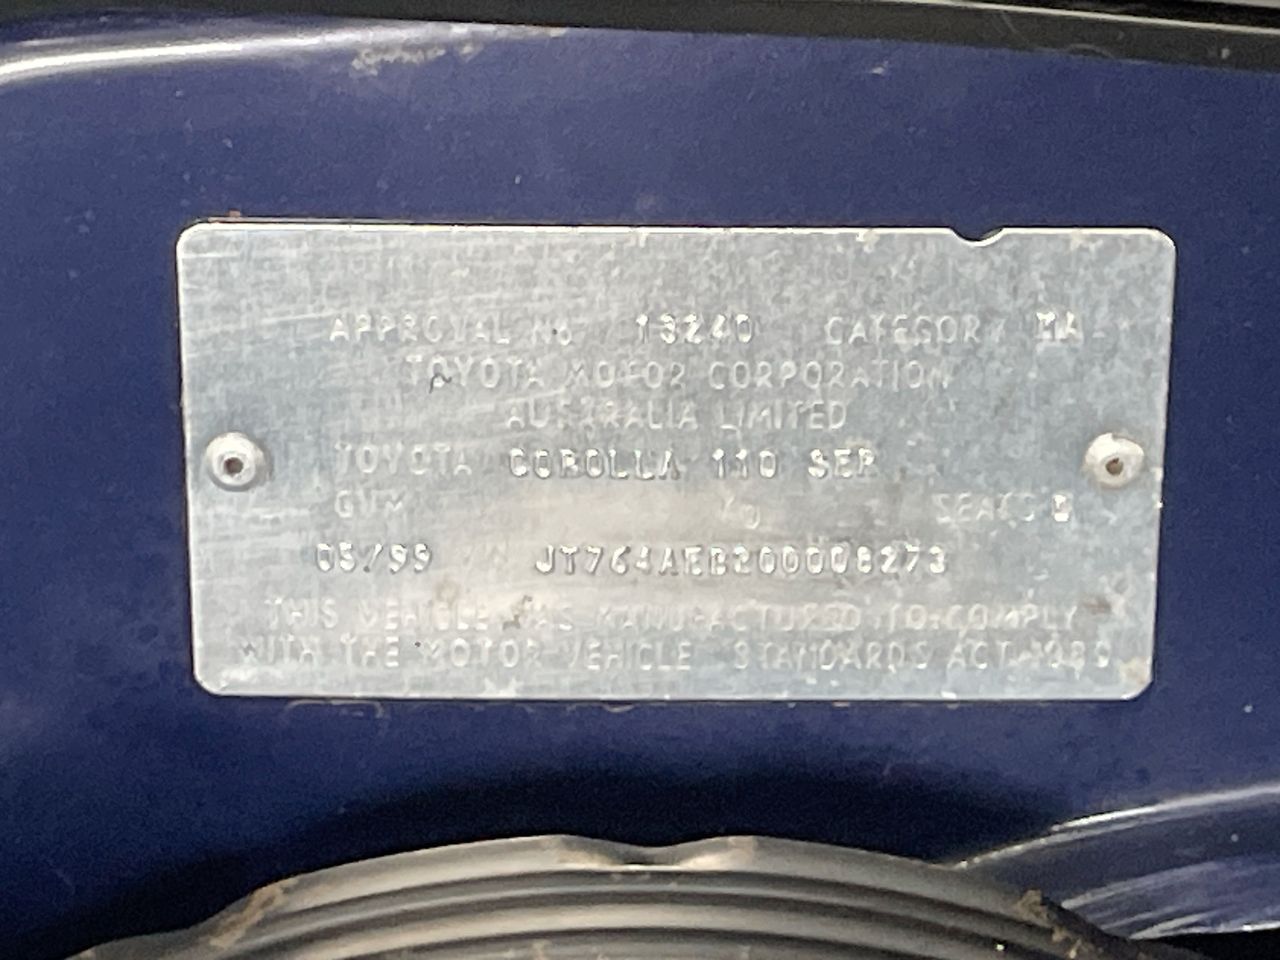 APPROVAL No 13240 CATEGORY MA
TOYOTA MOTOR CORPORATION
AUSTRALIA LIMITED
TOYOTA COROLLA 110 SER
GVM Kg SEATS 5
05/99 JT764AEB200008273
THIS VEHICLE WAS MANUFACTURED TO COMPLY
WITH THE MOTOR VEHICLE STANDARDS ACT 1989